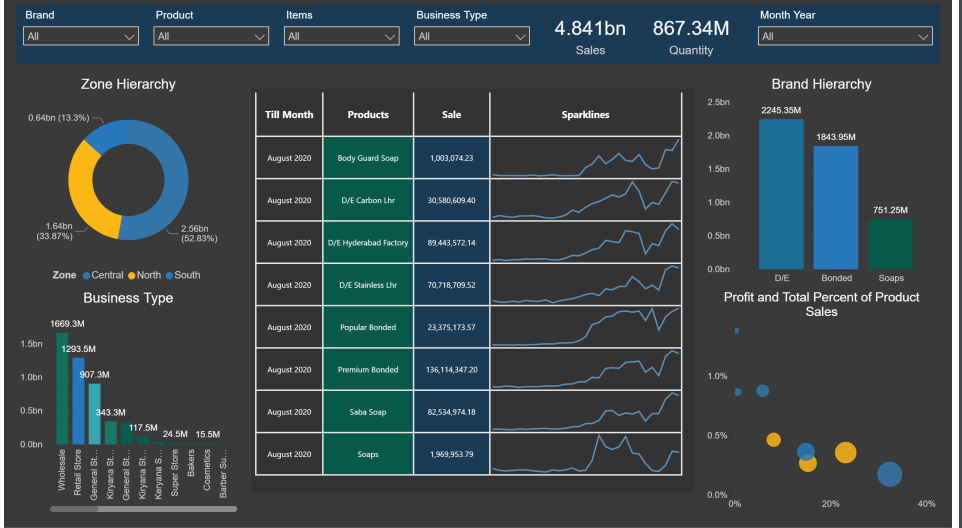 Brand
Product
Items
Business Type
Month Year
All
All
All
All
All
4.841bn
Sales
867.34M
Quantity
Zone Hierarchy
0.64bn (13.3%)
1.64bn
(33.87%)
2.56bn
(52.83%)
Zone Central North South
Business Type
1.5bn
1.0bn
0.5bn
0.0bn
1669.3M
1293.5M
907.3M
343.3M
117.5M
24.5M
15.5M
Wholesale
Retail Store
General St...
Kiryana St...
General St...
Kiryana St...
Keryana S...
Super Store
Bakers
Cosmetics
Barber Su...
Till Month Products Sale Sparklines
August 2020 Body Guard Soap 1,003,074.23
August 2020 D/E Carbon Lhr 30,580,609.40
August 2020 D/E Hyderabad Factory 89,443,572.14
August 2020 D/E Stainless Lhr 70,718,709.52
August 2020 Popular Bonded 23,375,173.57
August 2020 Premium Bonded 136,114,347.20
August 2020 Saba Soap 82,534,974.18
August 2020 Soaps 1,969,953.79
Brand Hierarchy
2.5bn
2.0bn
1.5bn
1.0bn
0.5bn
0.0bn
2245.35M
1843.95M
751.25M
D/E
Bonded
Soaps
Profit and Total Percent of Product
Sales
1.0%
0.5%
0.0%
0%
20%
40%